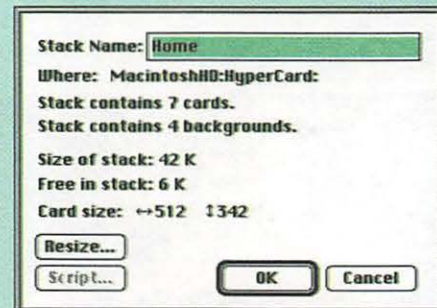 Stack Name: Home
Where: MacintoshHD:HyperCard:
Stack contains 7 cards.
Stack contains 4 backgrounds.
Size of stack: 42 K
Free in stack: 6 K
Card size: ↔512 ↕342
Resize...
Script...
OK Cancel